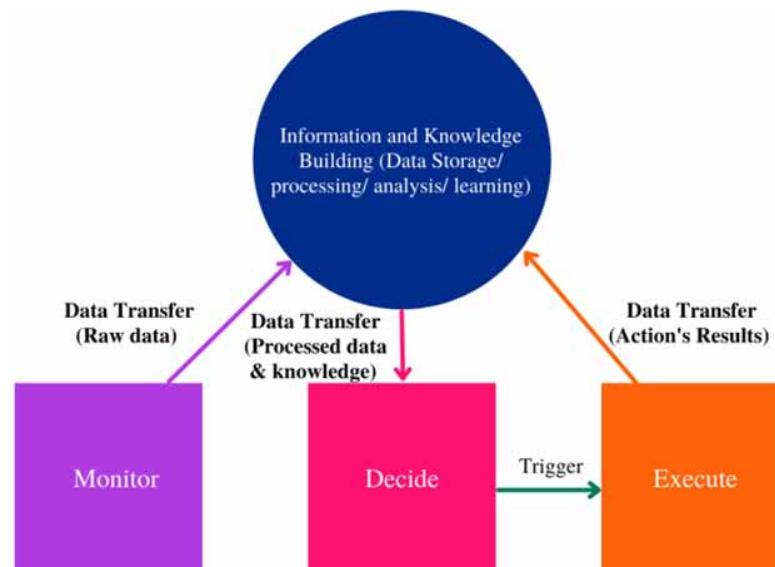 Information and Knowledge
Building (Data Storage/
processing/ analysis/ learning)
Data Transfer
(Raw data)
Data Transfer
(Processed data
& knowledge)
Data Transfer
(Action's Results)
Monitor
Decide
Trigger
Execute